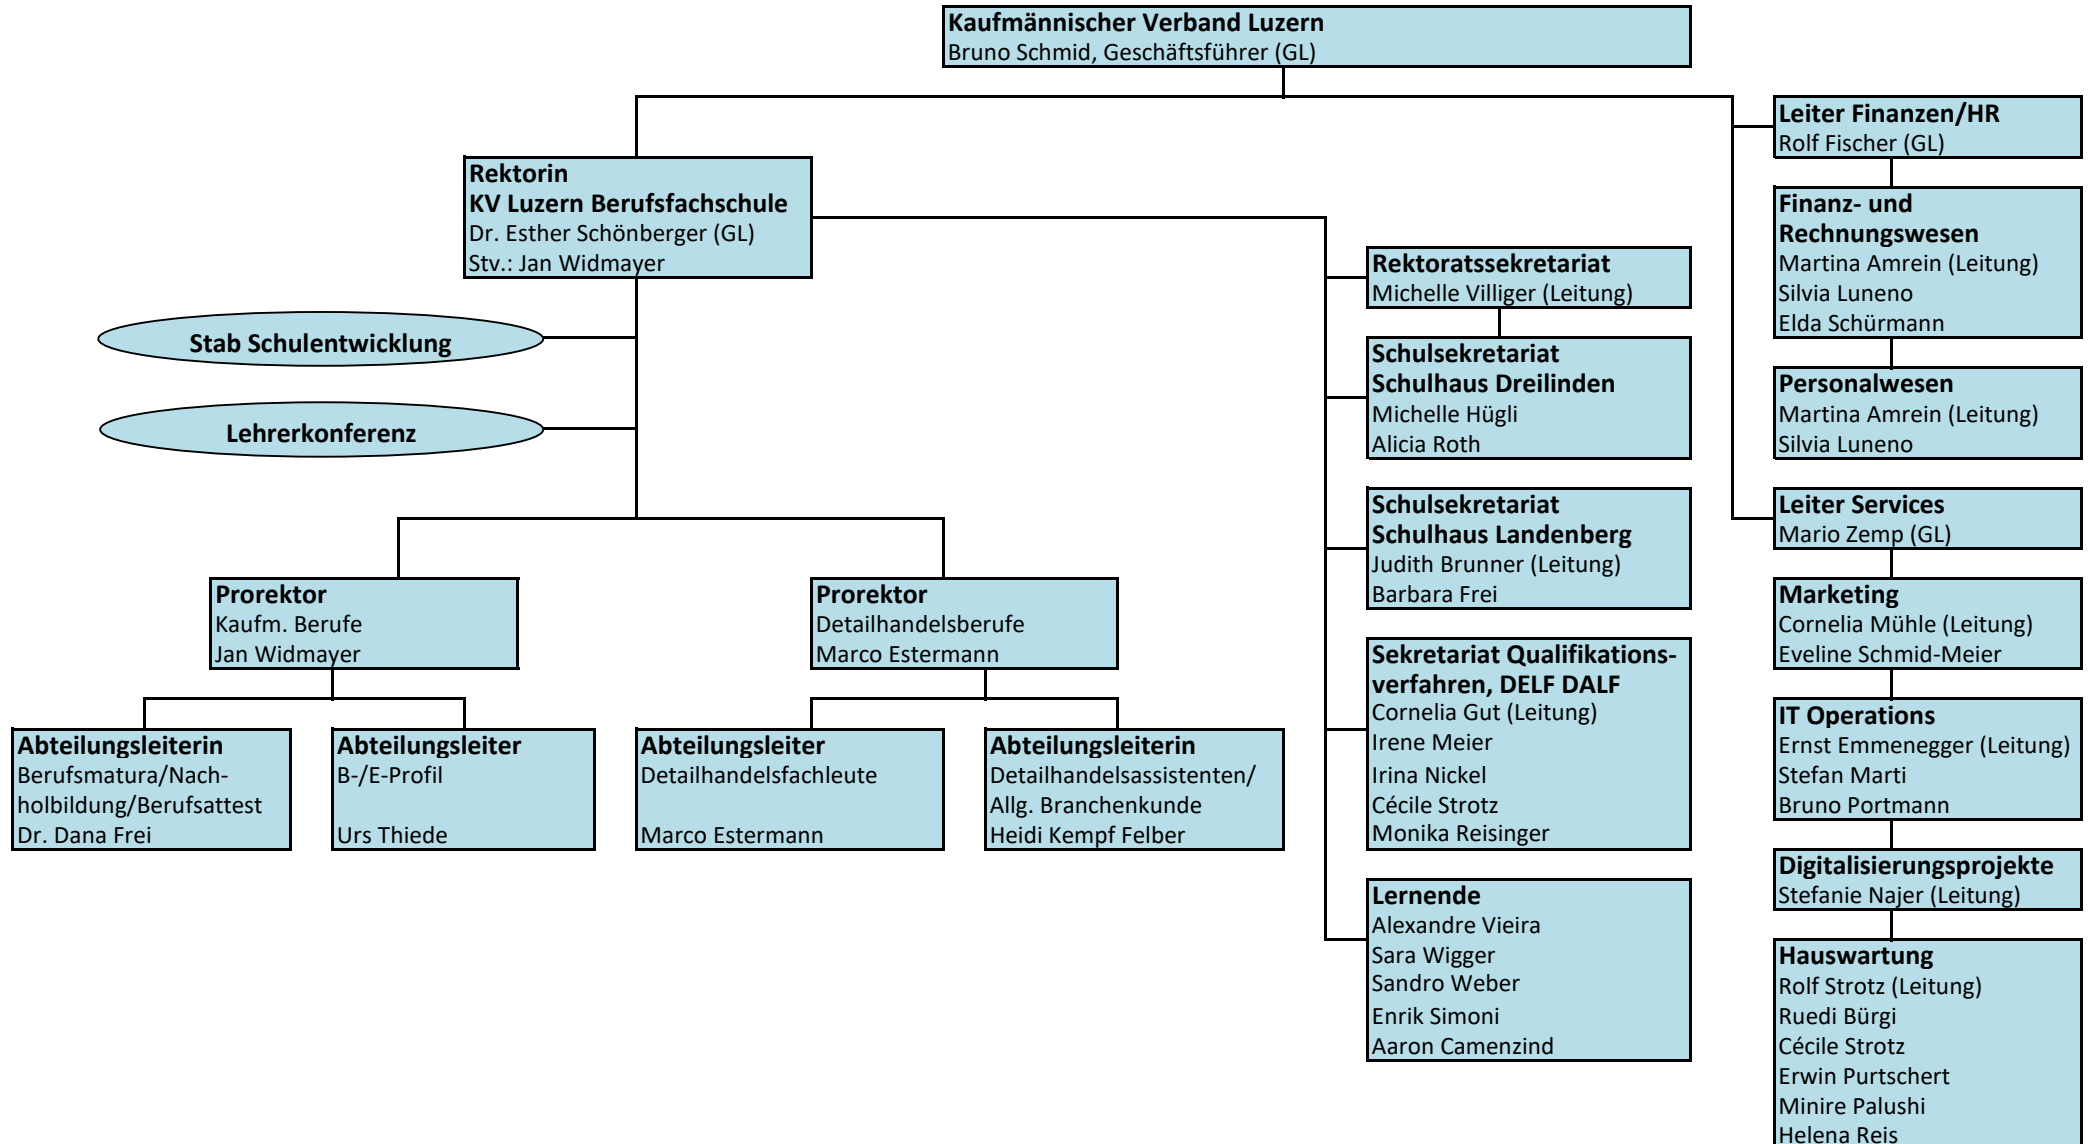 Kaufmännischer Verband Luzern
Bruno Schmid, Geschäftsführer (GL)
Rektorin
KV Luzern Berufsfachschule
Dr. Esther Schönberger (GL)
Stv.: Jan Widmayer
Stab Schulentwicklung
Lehrerkonferenz
Prorektor
Kaufm. Berufe
Jan Widmayer
Prorektor
Detailhandelsberufe
Marco Estermann
Abteilungsleiterin
Berufsmatura/Nach-
holbildung/Berufsattest
Dr. Dana Frei
Abteilungsleiter
B-/E-Profil
Urs Thiede
Abteilungsleiter
Detailhandelsfachleute
Marco Estermann
Abteilungsleiterin
Detailhandelsassistenten/
Allg. Branchenkunde
Heidi Kempf Felber
Rektoratssekretariat
Michelle Villiger (Leitung)
Schulsekretariat
Schulhaus Dreilinden
Michelle Hügli
Alicia Roth
Schulsekretariat
Schulhaus Landenberg
Judith Brunner (Leitung)
Barbara Frei
Sekretariat Qualifikations-
verfahren, DELF DALF
Cornelia Gut (Leitung)
Irene Meier
Irina Nickel
Cécile Strotz
Monika Reisinger
Lernende
Alexandre Vieira
Sara Wigger
Sandro Weber
Enrik Simoni
Aaron Camenzind
Leiter Finanzen/HR
Rolf Fischer (GL)
Finanz- und
Rechnungswesen
Martina Amrein (Leitung)
Silvia Luneno
Elda Schürmann
Personalwesen
Martina Amrein (Leitung)
Silvia Luneno
Leiter Services
Mario Zemp (GL)
Marketing
Cornelia Mühle (Leitung)
Eveline Schmid-Meier
IT Operations
Ernst Emmenegger (Leitung)
Stefan Marti
Bruno Portmann
Digitalisierungsprojekte
Stefanie Najer (Leitung)
Hauswartung
Rolf Strotz (Leitung)
Ruedi Bürgi
Cécile Strotz
Erwin Purtschert
Minire Palushi
Helena Reis